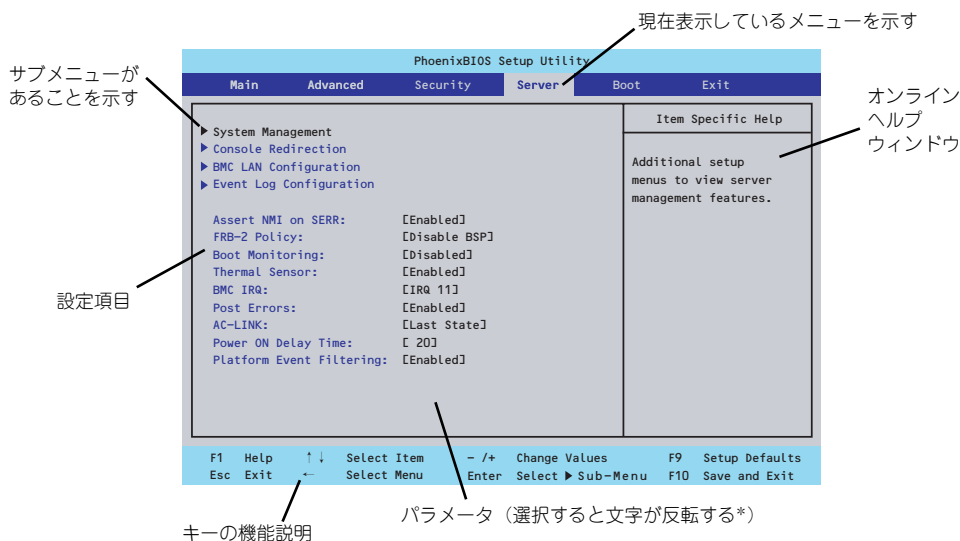 現在表示しているメニューを示す
サブメニューが
あることを示す
PhoenixBIOS Setup Utility
Main Advanced Security Server Boot Exit
オンライン
ヘルプ
ウィンドウ
Item Specific Help
▶ System Management
▶ Console Redirection
▶ BMC LAN Configuration
▶ Event Log Configuration
Additional setup
menus to view server
management features.
Assert NMI on SERR: [Enabled]
FRB-2 Policy: [Disable BSP]
Boot Monitoring: [Disabled]
Thermal Sensor: [Enabled]
BMC IRQ: [IRQ 11]
Post Errors: [Enabled]
AC-LINK: [Last State]
Power ON Delay Time: [ 20]
Platform Event Filtering: [Enabled]
設定項目
F1 Help ↑↓ Select Item - /+ Change Values F9 Setup Defaults
Esc Exit ← Select Menu Enter Select ▶ Sub-Menu F10 Save and Exit
パラメータ（選択すると文字が反転する*）
キーの機能説明